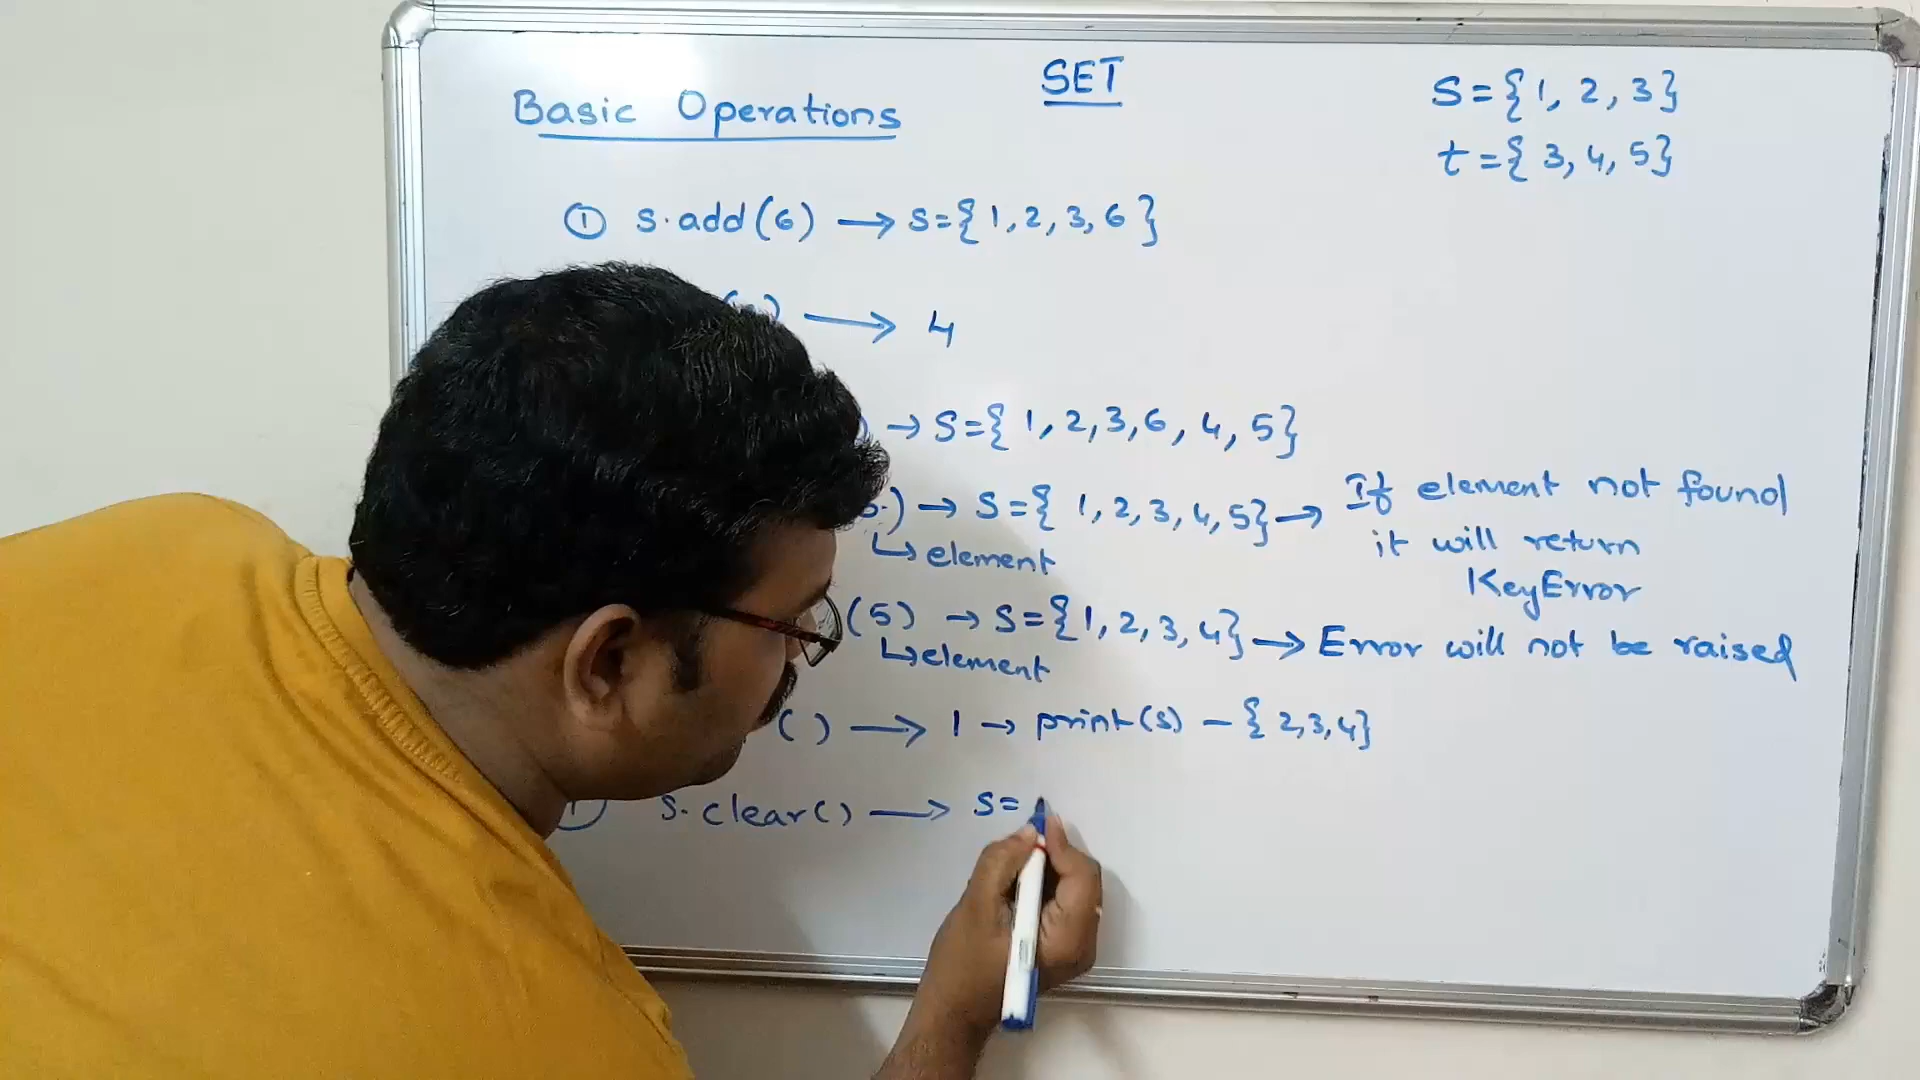 SET
Basic Operations
S={1, 2, 3}
t={3, 4, 5}
① s.add(6) → s={1,2,3,6}
→ 4
) → S={1,2,3,6,4,5}
) → S={1,2,3,4,5} → If element not found
↳ element it will return
KeyError
(5) → S={1,2,3,4} → Error will not be raised
↳ element
() → 1 → print(s) - {2,3,4}
s.clear() → S=